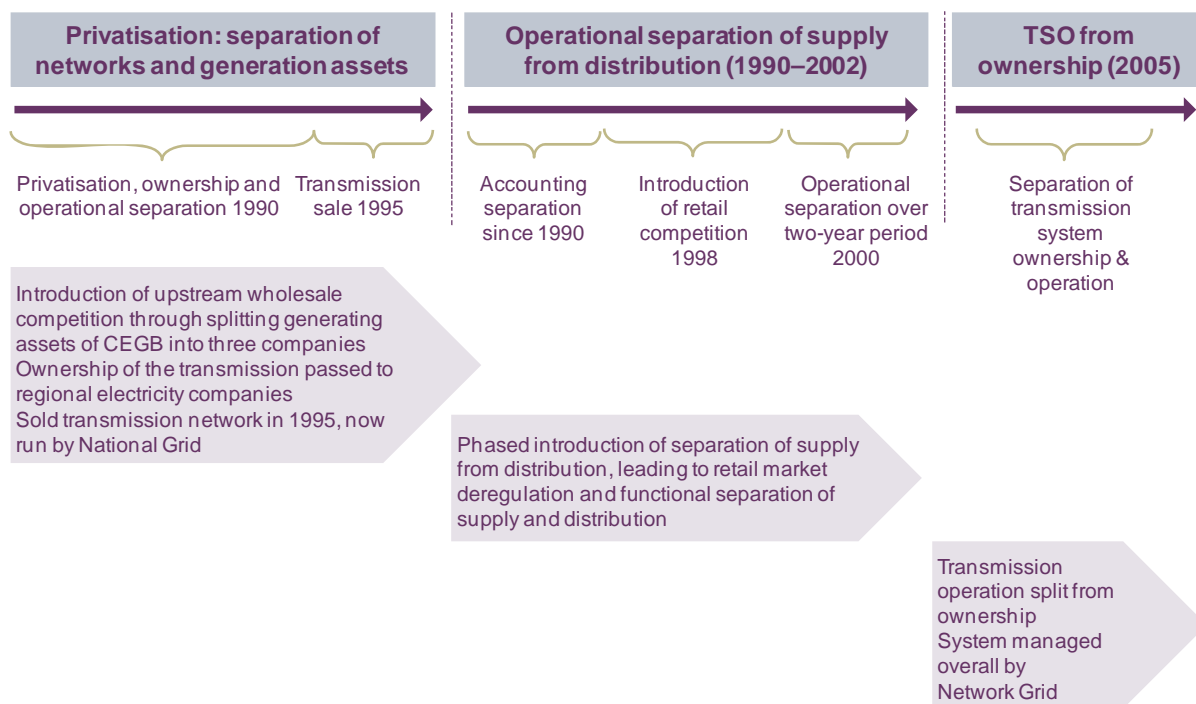 Privatisation: separation of
networks and generation assets
Operational separation of supply
from distribution (1990–2002)
TSO from
ownership (2005)
Privatisation, ownership and
operational separation 1990
Transmission
sale 1995
Accounting
separation
since 1990
Introduction
of retail
competition
1998
Operational
separation over
two-year period
2000
Separation of
transmission
system
ownership &
operation
Introduction of upstream wholesale
competition through splitting generating
assets of CEGB into three companies
Ownership of the transmission passed to
regional electricity companies
Sold transmission network in 1995, now
run by National Grid
Phased introduction of separation of supply
from distribution, leading to retail market
deregulation and functional separation of
supply and distribution
Transmission
operation split from
ownership
System managed
overall by
Network Grid